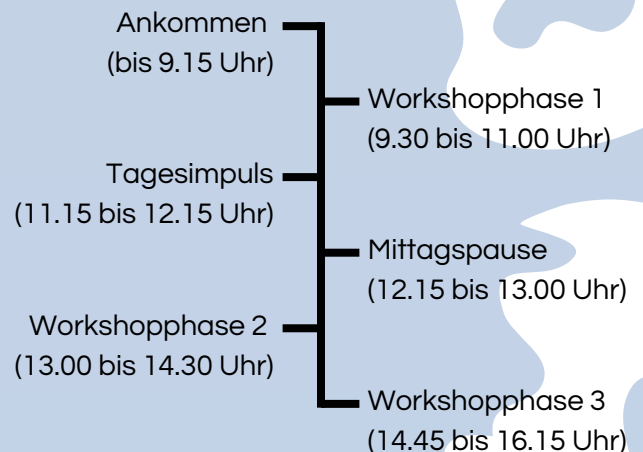 Ankommen
(bis 9.15 Uhr)
Workshopphase 1
(9.30 bis 11.00 Uhr)
Tagesimpuls
(11.15 bis 12.15 Uhr)
Mittagspause
(12.15 bis 13.00 Uhr)
Workshopphase 2
(13.00 bis 14.30 Uhr)
Workshopphase 3
(14.45 bis 16.15 Uhr)